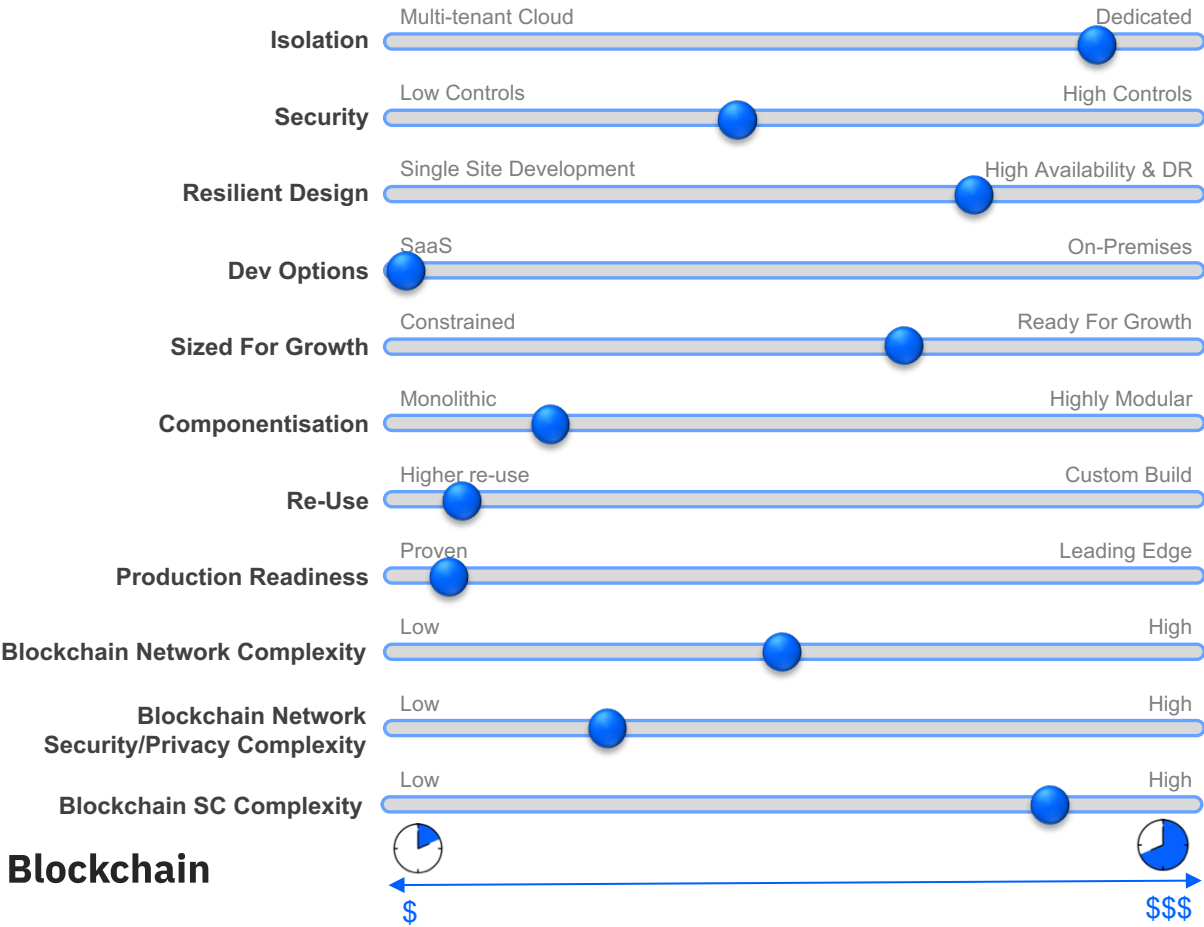 Multi-tenant Cloud Dedicated
Isolation
Low Controls High Controls
Security
Single Site Development High Availability & DR
Resilient Design
SaaS On-Premises
Dev Options
Constrained Ready For Growth
Sized For Growth
Monolithic Highly Modular
Componentisation
Higher re-use Custom Build
Re-Use
Proven Leading Edge
Production Readiness
Low High
Blockchain Network Complexity
Low High
Blockchain Network
Security/Privacy Complexity
Low High
Blockchain SC Complexity
Blockchain
$ $$$